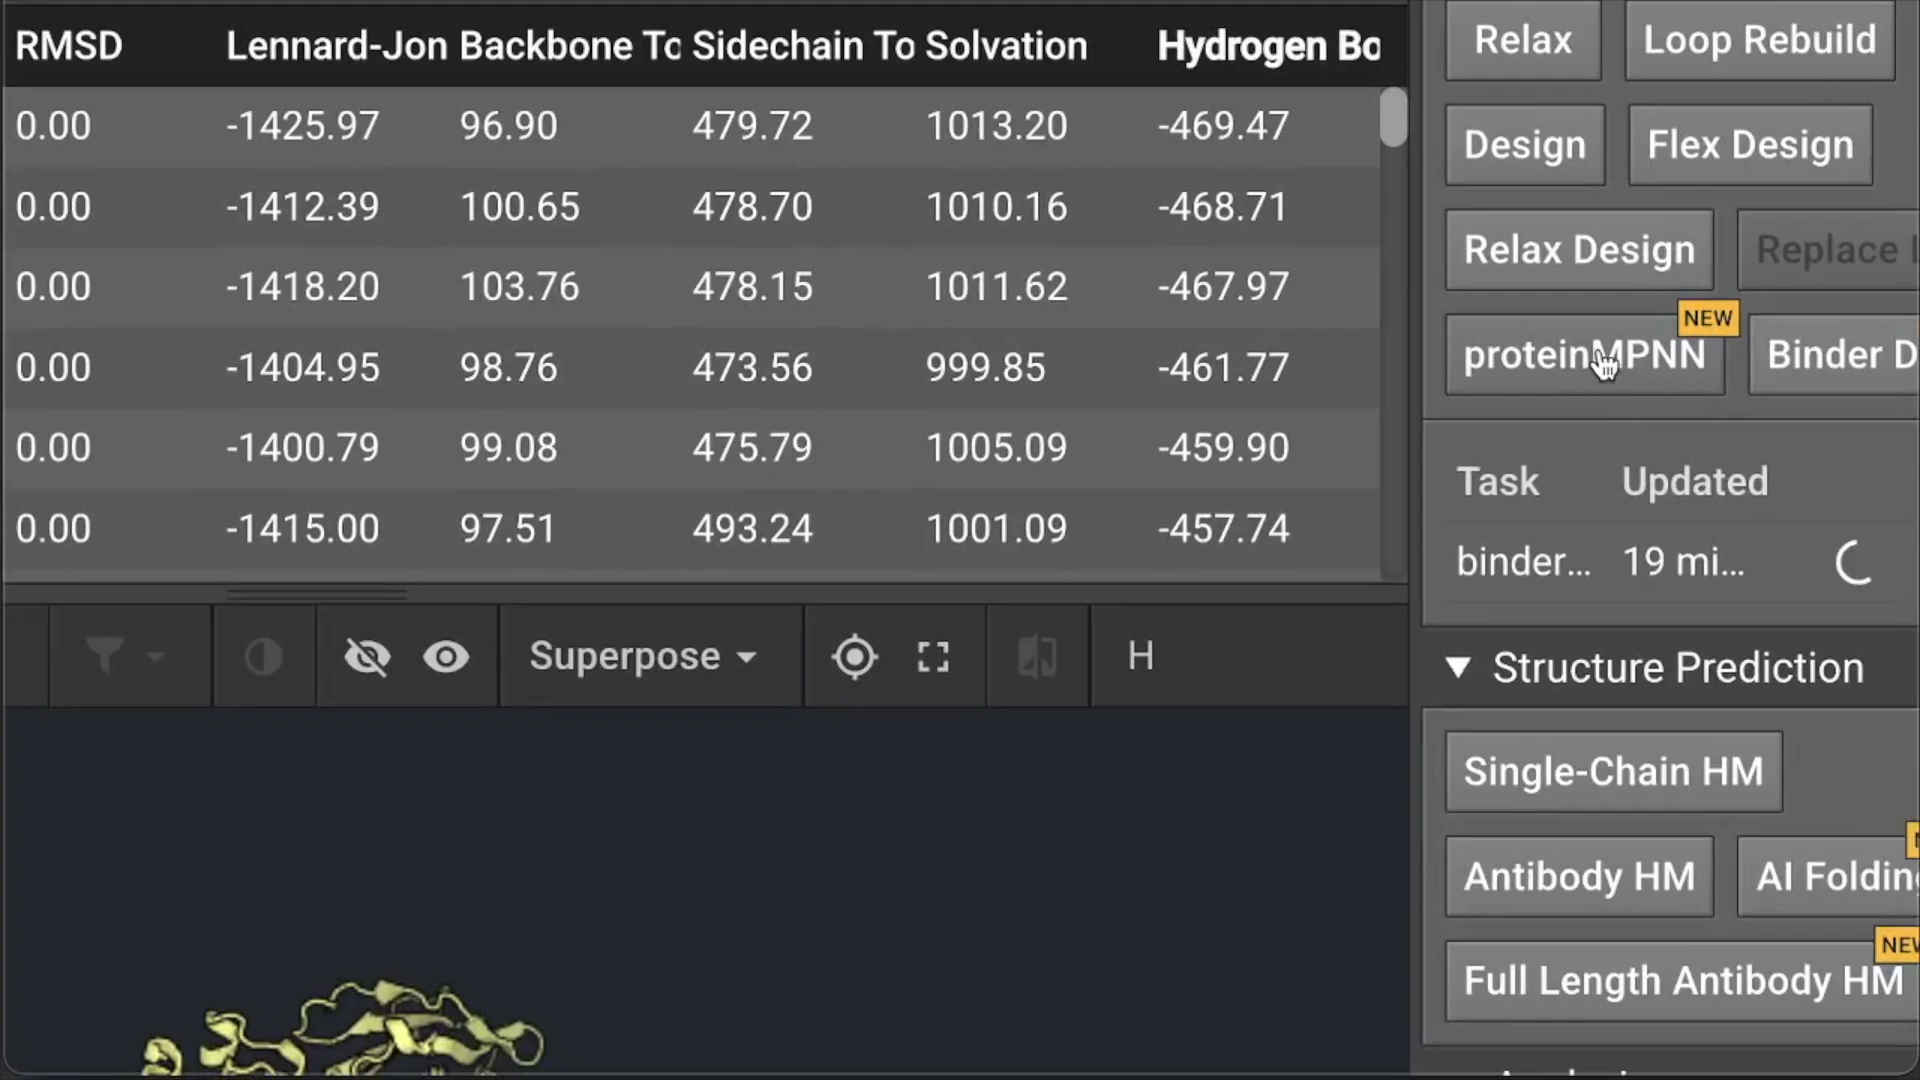 RMSD Lennard-Jon Backbone To Sidechain To Solvation Hydrogen Bo
0.00 -1425.97 96.90 479.72 1013.20 -469.47
0.00 -1412.39 100.65 478.70 1010.16 -468.71
0.00 -1418.20 103.76 478.15 1011.62 -467.97
0.00 -1404.95 98.76 473.56 999.85 -461.77
0.00 -1400.79 99.08 475.79 1005.09 -459.90
0.00 -1415.00 97.51 493.24 1001.09 -457.74
Superpose H
Relax Loop Rebuild
Design Flex Design
Relax Design Replace
NEW
proteinMPNN Binder D
Task Updated
binder... 19 mi...
Structure Prediction
Single-Chain HM
Antibody HM AI Folding
NEW
Full Length Antibody HM